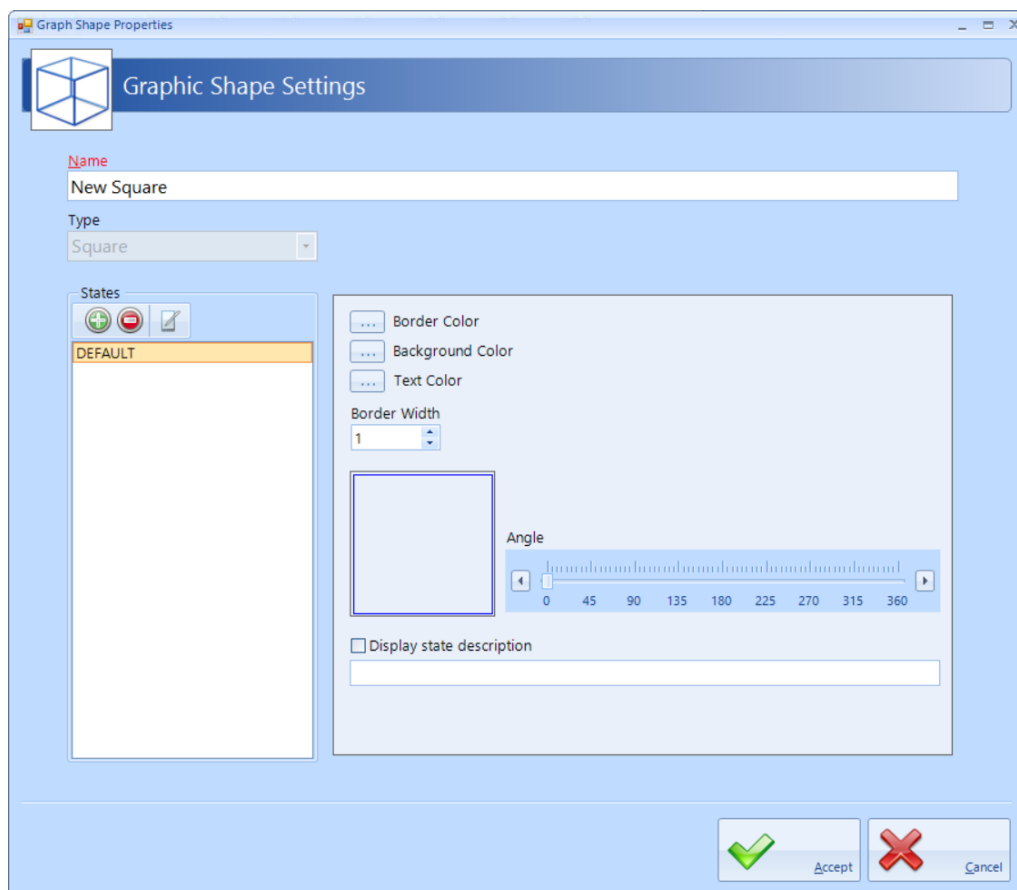 Graph Shape Properties
Graphic Shape Settings
Name
New Square
Type
Square
States
DEFAULT
... Border Color
... Background Color
... Text Color
Border Width
1
Angle
0 45 90 135 180 225 270 315 360
Display state description
Accept
Cancel